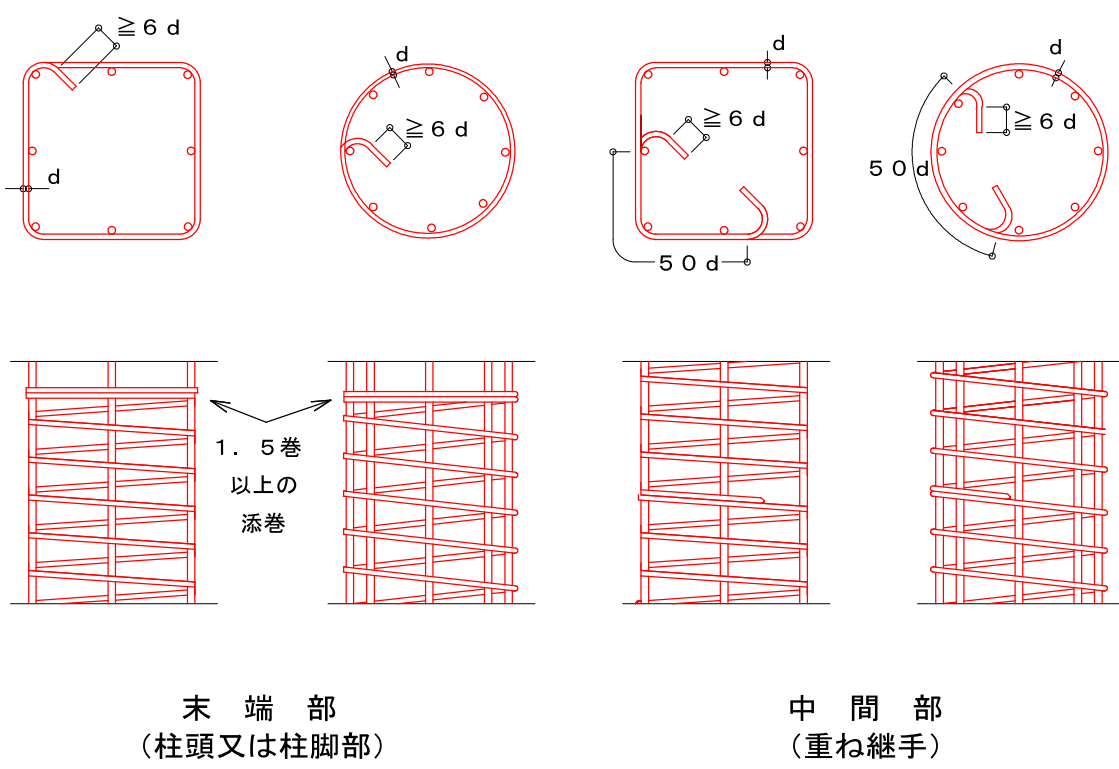 ≧６ｄ
ｄ
ｄ
≧６ｄ
ｄ
≧６ｄ
５０ｄ
ｄ
≧６ｄ
５０ｄ
１．５巻
以上の
添巻
末端部
（柱頭又は柱脚部）
中間部
（重ね継手）